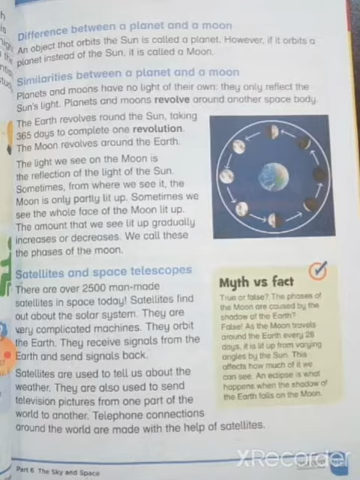 Difference between a planet and a moon
An object that orbits the Sun is called a planet. However, if it orbits a
planet instead of the Sun, it is called a Moon.
Similarities between a planet and a moon
Planets and moons have no light of their own: they only reflect the
Sun's light. Planets and moons revolve around another space body.
The Earth revolves round the Sun, taking
365 days to complete one revolution.
The Moon revolves around the Earth.
The light we see on the Moon is
the reflection of the light of the Sun.
Sometimes, from where we see it, the
Moon is only partly lit up. Sometimes we
see the whole face of the Moon lit up.
The amount that we see lit up gradually
increases or decreases. We call these
the phases of the moon.
Satellites and space telescopes
There are over 2500 man-made
satellites in space today! Satellites find
out about the solar system. They are
very complicated machines. They orbit
the Earth. They receive signals from the
Earth and send signals back.
Satellites are used to tell us about the
weather. They are also used to send
television pictures from one part of the
world to another. Telephone connections
around the world are made with the help of satellites.
Myth vs fact
True or false? The phases of
the Moon are caused by the
shadow of the Earth?
False! As the Moon travels
around the Earth every 28
days, it is lit up from varying
angles by the Sun. This
affects how much of it we
can see. An eclipse is what
happens when the shadow of
the Earth falls on the Moon.
Part 6 The Sky and Space
XRecorder